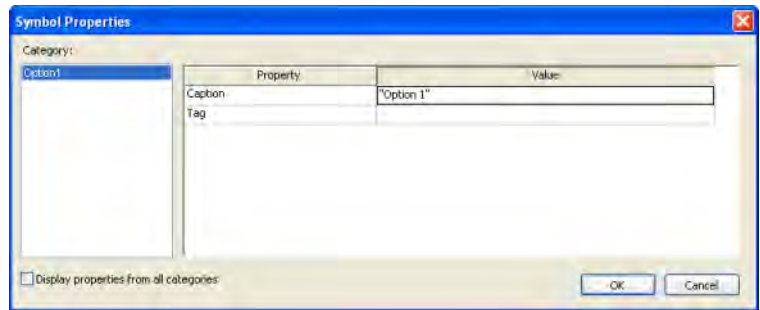 Symbol Properties
Category:
Option1
Property Value
Caption "Option 1"
Tag
Display properties from all categories
OK Cancel